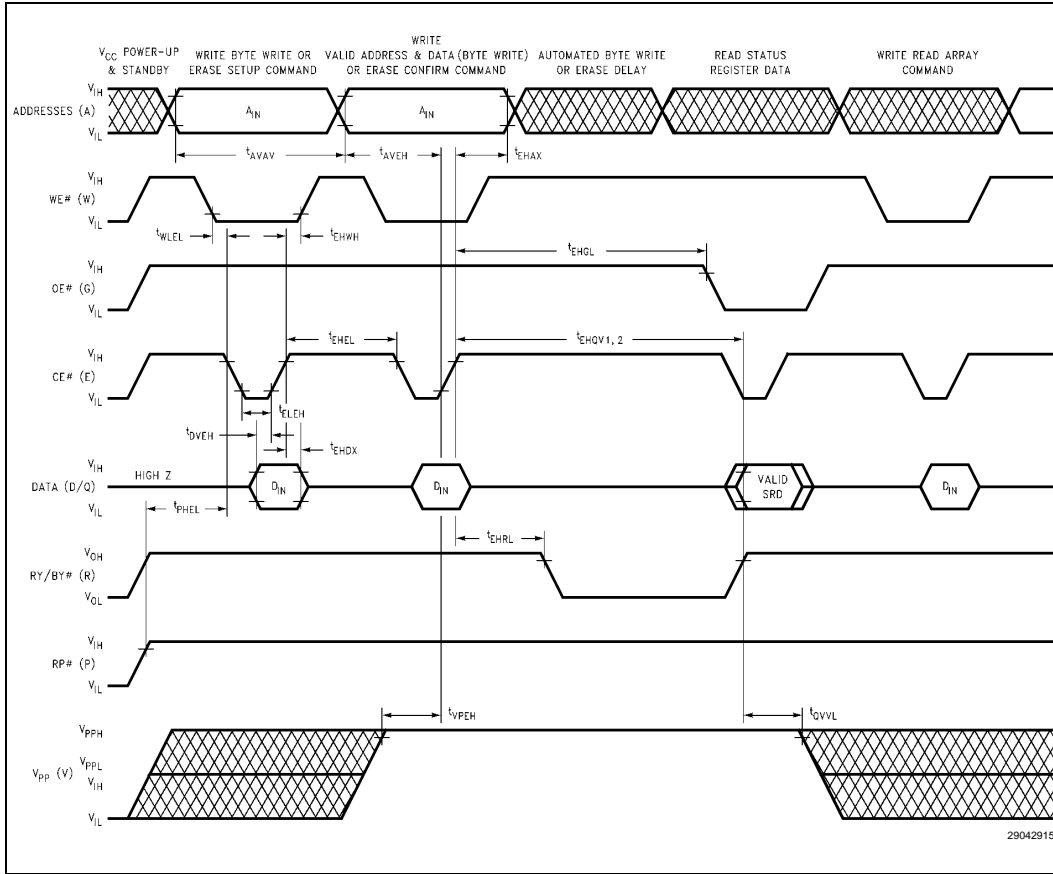 V_CC POWER-UP & STANDBY
WRITE BYTE WRITE OR ERASE SETUP COMMAND
WRITE VALID ADDRESS & DATA (BYTE WRITE) OR ERASE CONFIRM COMMAND
AUTOMATED BYTE WRITE OR ERASE DELAY
READ STATUS REGISTER DATA
WRITE READ ARRAY COMMAND
V_IH
ADDRESSES (A)
A_IN
A_IN
V_IL
t_AVAV
t_AVEH
t_EHAX
V_IH
WE# (W)
V_IL
t_WLEL
t_EHWH
t_EHGL
V_IH
OE# (G)
V_IL
t_EHEL
t_EHQV1, 2
V_IH
CE# (E)
V_IL
t_ELEH
t_DVEH
t_EHDX
V_IH
HIGH Z
DATA (D/Q)
D_IN
D_IN
VALID SRD
D_IN
V_IL
t_PHEL
t_EHRL
V_OH
RY/BY# (R)
V_OL
V_IH
RP# (P)
V_IL
t_VPEH
t_QVVL
V_PPH
V_PPL
V_PP (V)
V_IH
V_IL
29042915